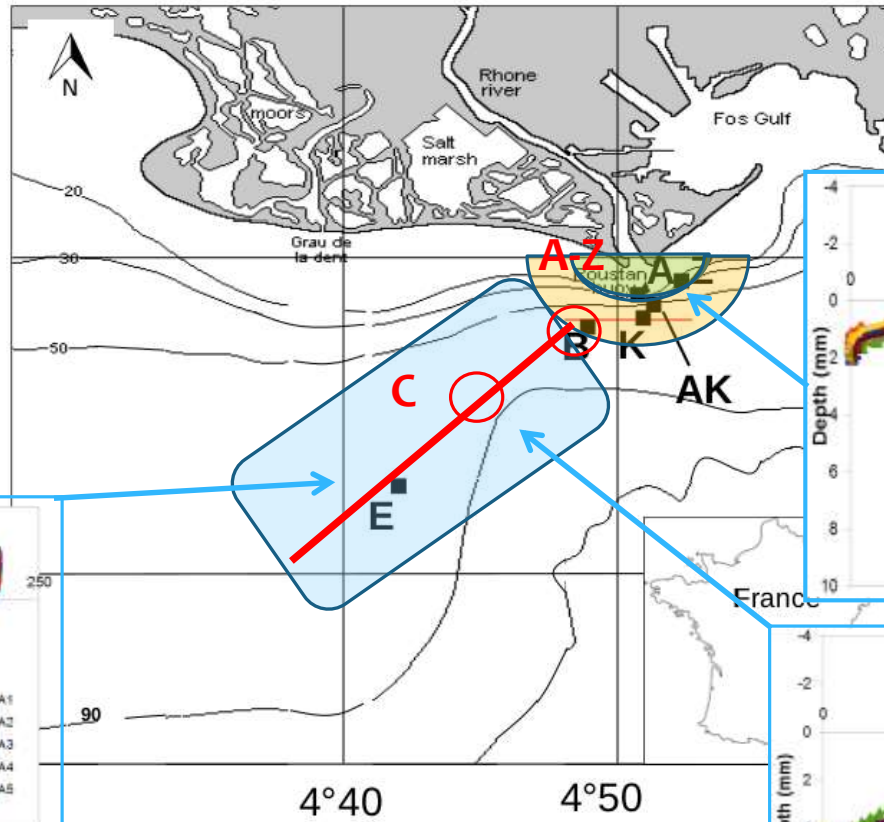 N
moors
Rhone
river
Fos Gulf
Salt
marsh
20
Grau de
la dent
30
A-Z
A
50
B
K
AK
C
E
250
90
France
4°40
4°50
-4
-2
0
0
2
4
6
8
10
Depth (mm)
-4
-2
0
0
2
A1
A2
A3
A4
A5